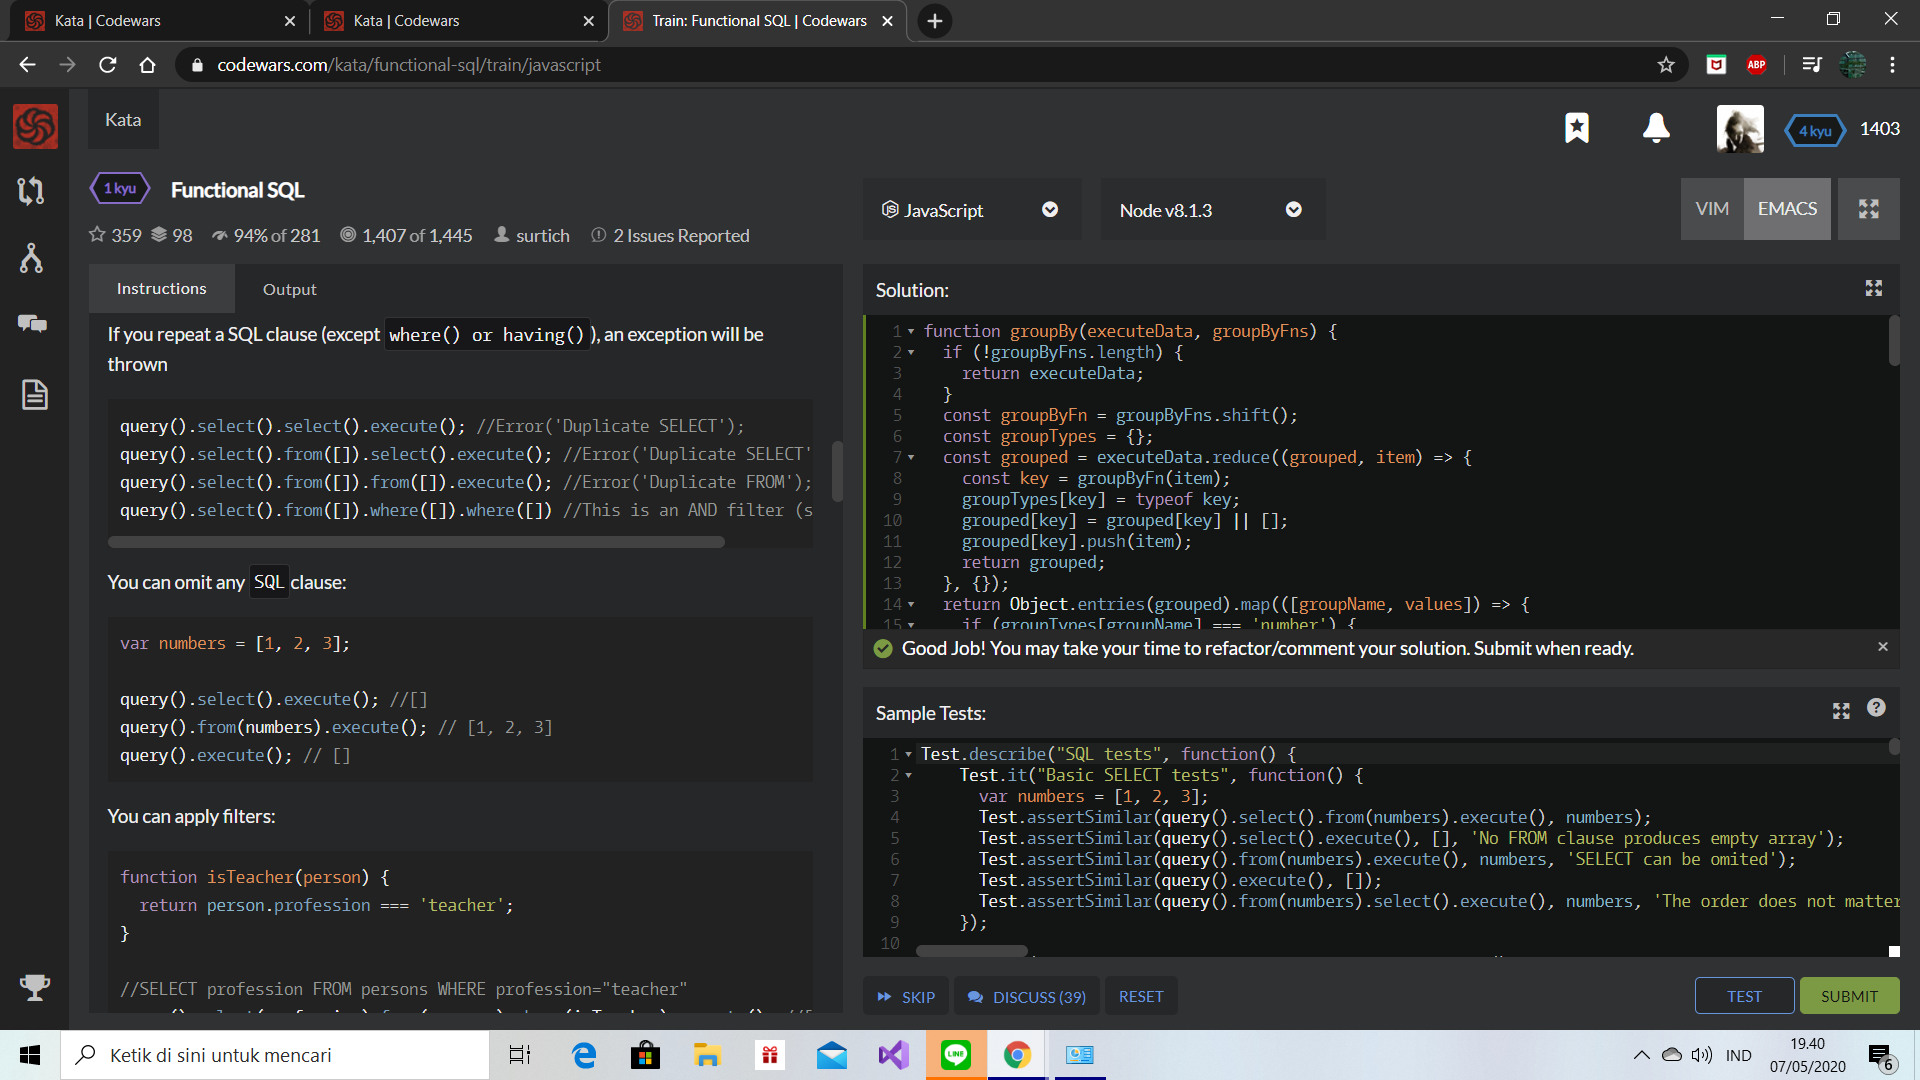 Kata | Codewars
Kata | Codewars
Train: Functional SQL | Codewars
codewars.com/kata/functional-sql/train/javascript
ABP
Kata
4 kyu
1403
1 kyu
Functional SQL
359
98
94% of 281
1,407 of 1,445
surtich
2 Issues Reported
JavaScript
Node v8.1.3
VIM
EMACS
Instructions
Output
If you repeat a SQL clause (except where() or having() ), an exception will be
thrown
query().select().select().execute(); //Error('Duplicate SELECT');
query().select().from([]).select().execute(); //Error('Duplicate SELECT'
query().select().from([]).from([]).execute(); //Error('Duplicate FROM');
query().select().from([]).where([]).where([]) //This is an AND filter (s
You can omit any SQL clause:
var numbers = [1, 2, 3];
query().select().execute(); //[]
query().from(numbers).execute(); // [1, 2, 3]
query().execute(); // []
You can apply filters:
function isTeacher(person) {
return person.profession === 'teacher';
}
//SELECT profession FROM persons WHERE profession="teacher"
Solution:
1 function groupBy(executeData, groupByFns) {
2 if (!groupByFns.length) {
3 return executeData;
4 }
5 const groupByFn = groupByFns.shift();
6 const groupTypes = {};
7 const grouped = executeData.reduce((grouped, item) => {
8 const key = groupByFn(item);
9 groupTypes[key] = typeof key;
10 grouped[key] = grouped[key] || [];
11 grouped[key].push(item);
12 return grouped;
13 }, {});
14 return Object.entries(grouped).map(([groupName, values]) => {
15 if (groupTypes[groupName] === 'number') {
Good Job! You may take your time to refactor/comment your solution. Submit when ready.
Sample Tests:
1 Test.describe("SQL tests", function() {
2 Test.it("Basic SELECT tests", function() {
3 var numbers = [1, 2, 3];
4 Test.assertSimilar(query().select().from(numbers).execute(), numbers);
5 Test.assertSimilar(query().select().execute(), [], 'No FROM clause produces empty array');
6 Test.assertSimilar(query().from(numbers).execute(), numbers, 'SELECT can be omited');
7 Test.assertSimilar(query().execute(), []);
8 Test.assertSimilar(query().from(numbers).select().execute(), numbers, 'The order does not matter
9 });
10
SKIP
DISCUSS (39)
RESET
TEST
SUBMIT
Ketik di sini untuk mencari
LINE
IND
19.40
07/05/2020
6